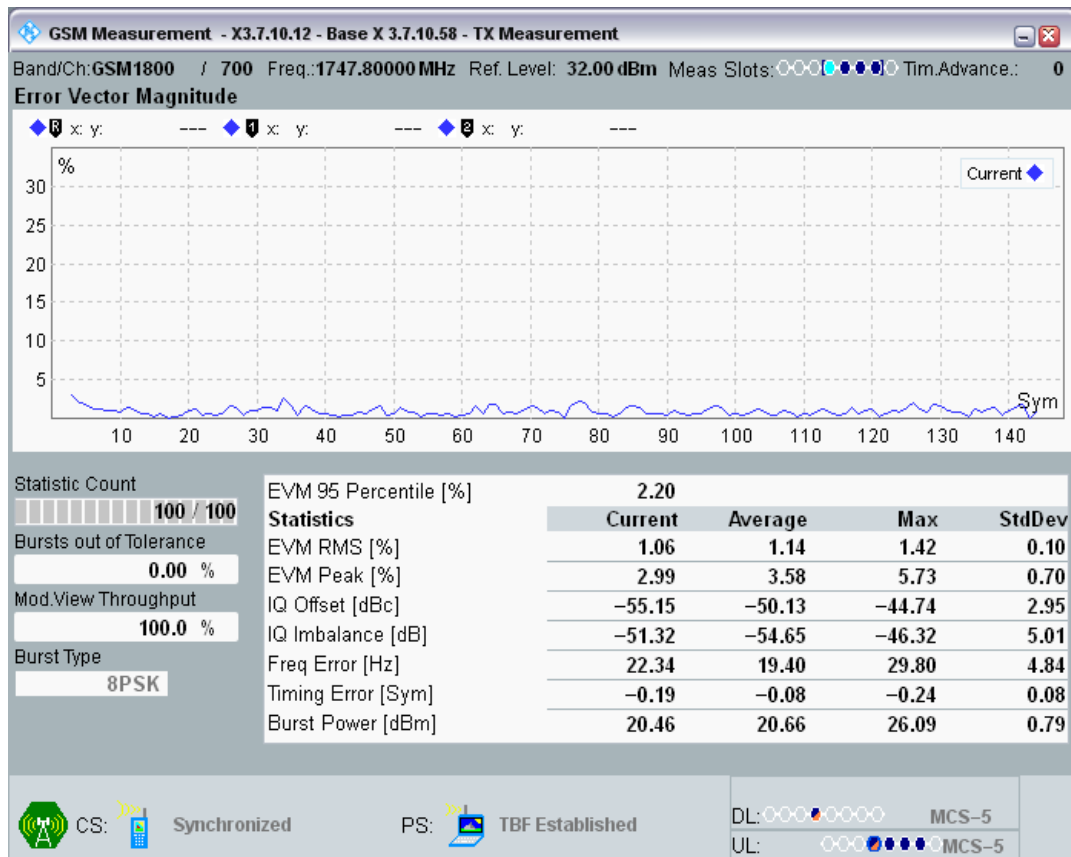 GSM Measurement - X3.7.10.12 - Base X 3.7.10.58 - TX Measurement
Band/Ch:GSM1800 / 700 Freq.:1747.80000 MHz Ref. Level: 32.00 dBm Meas Slots: Tim.Advance.: 0
Error Vector Magnitude
R x: y: --- 1 x: y: --- 2 x: y: ---
%
Current
30
25
20
15
10
5
Sym
10 20 30 40 50 60 70 80 90 100 110 120 130 140
Statistic Count
100 / 100
Bursts out of Tolerance
0.00 %
Mod.View Throughput
100.0 %
Burst Type
8PSK
EVM 95 Percentile [%] 2.20
Statistics Current Average Max StdDev
EVM RMS [%] 1.06 1.14 1.42 0.10
EVM Peak [%] 2.99 3.58 5.73 0.70
IQ Offset [dBc] −55.15 −50.13 −44.74 2.95
IQ Imbalance [dB] −51.32 −54.65 −46.32 5.01
Freq Error [Hz] 22.34 19.40 29.80 4.84
Timing Error [Sym] −0.19 −0.08 −0.24 0.08
Burst Power [dBm] 20.46 20.66 26.09 0.79
CS: Synchronized PS: TBF Established
DL: MCS−5
UL: MCS−5